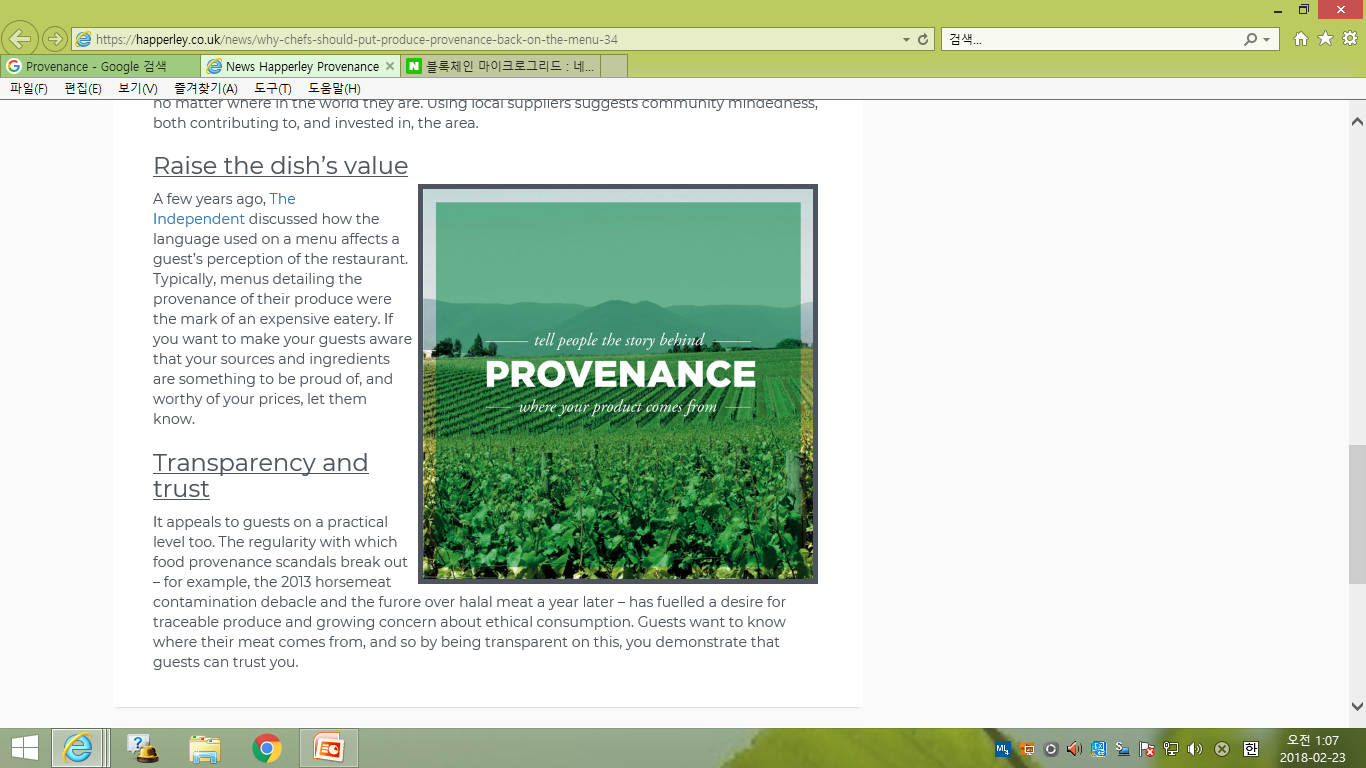 https://happerley.co.uk/news/why-chefs-should-put-produce-provenance-back-on-the-menu-34
검색...
Provenance - Google 검색
News Happerley Provenance
블록체인 마이크로그리드 : 네...
파일(F) 편집(E) 보기(V) 즐겨찾기(A) 도구(T) 도움말(H)
no matter where in the world they are. Using local suppliers suggests community mindedness,
both contributing to, and invested in, the area.
Raise the dish’s value
A few years ago, The
Independent discussed how the
language used on a menu affects a
guest’s perception of the restaurant.
Typically, menus detailing the
provenance of their produce were
the mark of an expensive eatery. If
you want to make your guests aware
that your sources and ingredients
are something to be proud of, and
worthy of your prices, let them
know.
tell people the story behind
PROVENANCE
where your product comes from
Transparency and
trust
It appeals to guests on a practical
level too. The regularity with which
food provenance scandals break out
– for example, the 2013 horsemeat
contamination debacle and the furore over halal meat a year later – has fuelled a desire for
traceable produce and growing concern about ethical consumption. Guests want to know
where their meat comes from, and so by being transparent on this, you demonstrate that
guests can trust you.
한
오전 1:07
2018-02-23